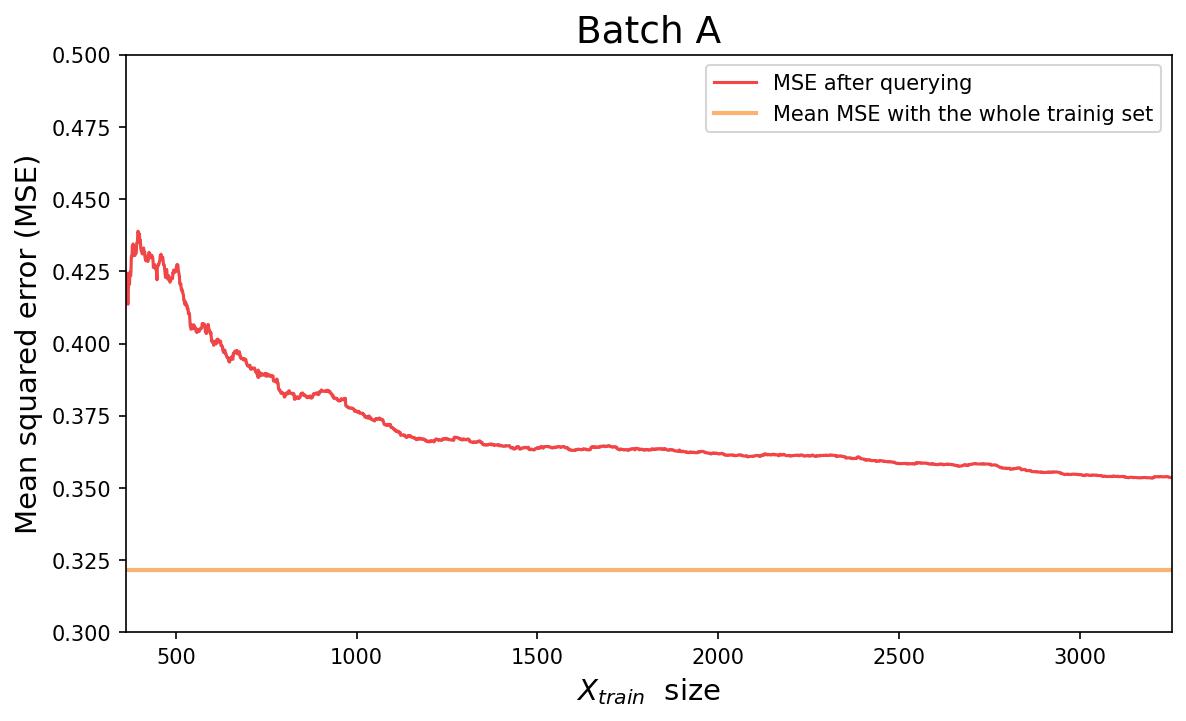 Batch A
MSE after querying
Mean MSE with the whole trainig set
Mean squared error (MSE)
0.500
0.475
0.450
0.425
0.400
0.375
0.350
0.325
0.300
500 1000 1500 2000 2500 3000
X_train size